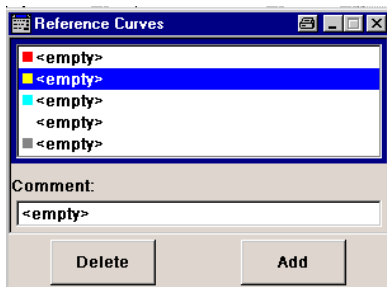 Reference Curves
<empty>
<empty>
<empty>
<empty>
<empty>
Comment:
<empty>
Delete
Add